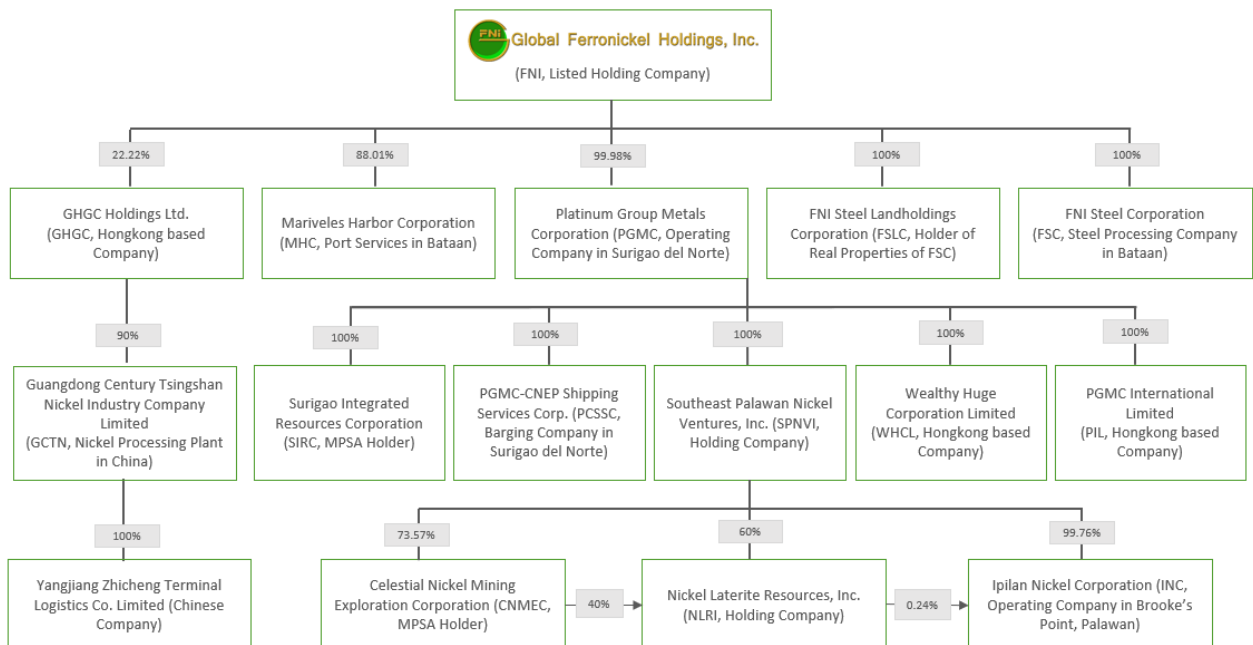 FNI
Global Ferronickel Holdings, Inc.
(FNI, Listed Holding Company)
22.22%
88.01%
99.98%
100%
100%
GHGC Holdings Ltd.
(GHGC, Hongkong based
Company)
Mariveles Harbor Corporation
(MHC, Port Services in Bataan)
Platinum Group Metals
Corporation (PGMC, Operating
Company in Surigao del Norte)
FNI Steel Landholdings
Corporation (FSLC, Holder of
Real Properties of FSC)
FNI Steel Corporation
(FSC, Steel Processing Company
in Bataan)
90%
100%
100%
100%
100%
100%
Guangdong Century Tsingshan
Nickel Industry Company
Limited
(GCTN, Nickel Processing Plant
in China)
Surigao Integrated
Resources Corporation
(SIRC, MPSA Holder)
PGMC-CNEP Shipping
Services Corp. (PCSSC,
Barging Company in
Surigao del Norte)
Southeast Palawan Nickel
Ventures, Inc. (SPNVI,
Holding Company)
Wealthy Huge
Corporation Limited
(WHCL, Hongkong based
Company)
PGMC International
Limited
(PIL, Hongkong based
Company)
100%
73.57%
60%
99.76%
Yangjiang Zhicheng Terminal
Logistics Co. Limited (Chinese
Company)
Celestial Nickel Mining
Exploration Corporation (CNMEC,
MPSA Holder)
40%
Nickel Laterite Resources, Inc.
(NLRI, Holding Company)
0.24%
Ipilan Nickel Corporation (INC,
Operating Company in Brooke's
Point, Palawan)